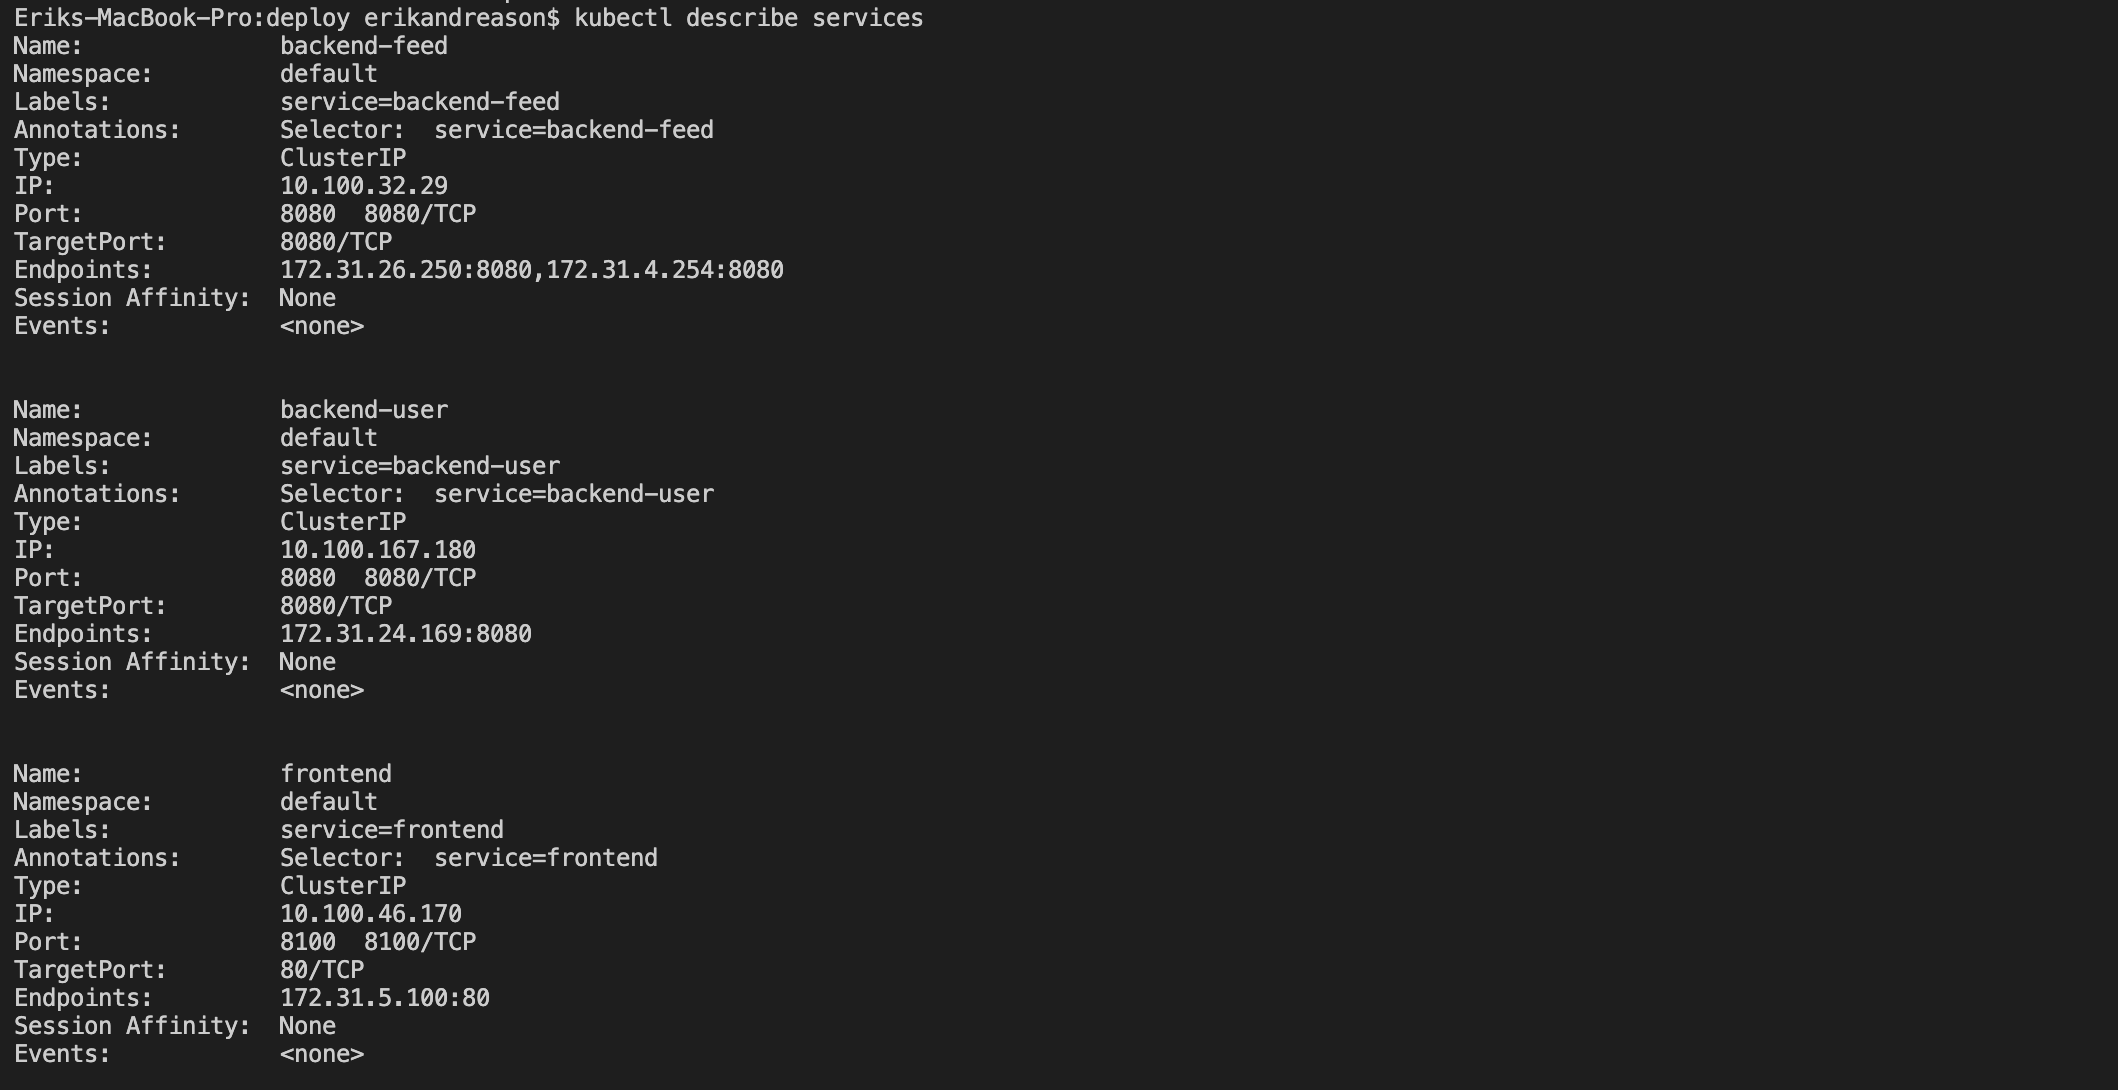 Eriks-MacBook-Pro:deploy erikandreason$ kubectl describe services
Name:              backend-feed
Namespace:         default
Labels:            service=backend-feed
Annotations:       Selector:  service=backend-feed
Type:              ClusterIP
IP:                10.100.32.29
Port:              8080  8080/TCP
TargetPort:        8080/TCP
Endpoints:         172.31.26.250:8080,172.31.4.254:8080
Session Affinity:  None
Events:            <none>

Name:              backend-user
Namespace:         default
Labels:            service=backend-user
Annotations:       Selector:  service=backend-user
Type:              ClusterIP
IP:                10.100.167.180
Port:              8080  8080/TCP
TargetPort:        8080/TCP
Endpoints:         172.31.24.169:8080
Session Affinity:  None
Events:            <none>

Name:              frontend
Namespace:         default
Labels:            service=frontend
Annotations:       Selector:  service=frontend
Type:              ClusterIP
IP:                10.100.46.170
Port:              8100  8100/TCP
TargetPort:        80/TCP
Endpoints:         172.31.5.100:80
Session Affinity:  None
Events:            <none>